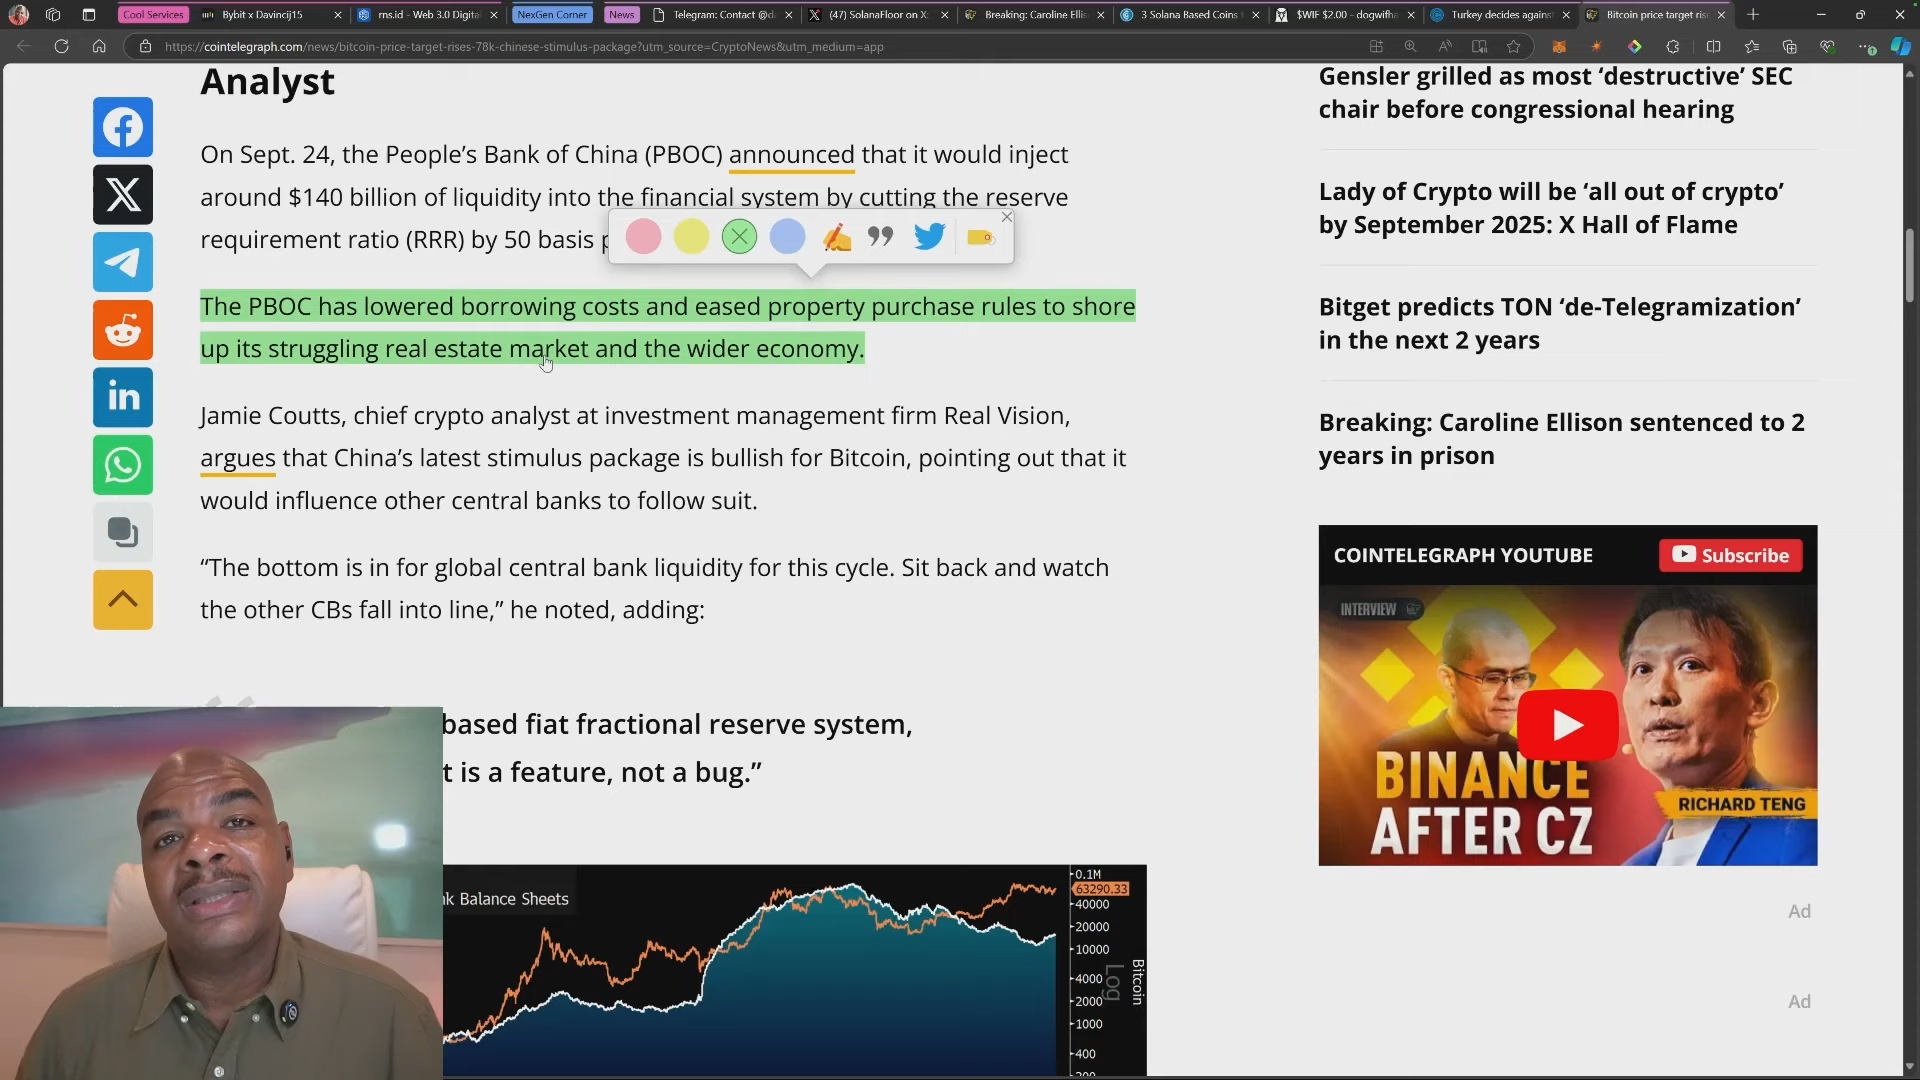 Cool Services
Bybit x Davincij15
rns.id - Web 3.0 Digital
NexGen Corner
News
Telegram: Contact @d
(47) SolanaFloor on X:
Breaking: Caroline Ellis
3 Solana Based Coins
$WIF $2.00 - dogwifha
Turkey decides against
Bitcoin price target ris
https://cointelegraph.com/news/bitcoin-price-target-rises-78k-chinese-stimulus-package?utm_source=CryptoNews&utm_medium=app
Analyst
On Sept. 24, the People’s Bank of China (PBOC) announced that it would inject
around $140 billion of liquidity into the financial system by cutting the reserve
requirement ratio (RRR) by 50 basis p
The PBOC has lowered borrowing costs and eased property purchase rules to shore
up its struggling real estate market and the wider economy.
Jamie Coutts, chief crypto analyst at investment management firm Real Vision,
argues that China’s latest stimulus package is bullish for Bitcoin, pointing out that it
would influence other central banks to follow suit.
“The bottom is in for global central bank liquidity for this cycle. Sit back and watch
the other CBs fall into line,” he noted, adding:
based fiat fractional reserve system,
t is a feature, not a bug.”
nk Balance Sheets
0.1M
63290.33
40000
20000
10000
4000
2000
1000
400
200
Log
Bitcoin
Gensler grilled as most ‘destructive’ SEC
chair before congressional hearing
Lady of Crypto will be ‘all out of crypto’
by September 2025: X Hall of Flame
Bitget predicts TON ‘de-Telegramization’
in the next 2 years
Breaking: Caroline Ellison sentenced to 2
years in prison
COINTELEGRAPH YOUTUBE
Subscribe
INTERVIEW
BINANCE
AFTER CZ
RICHARD TENG
Ad
Ad